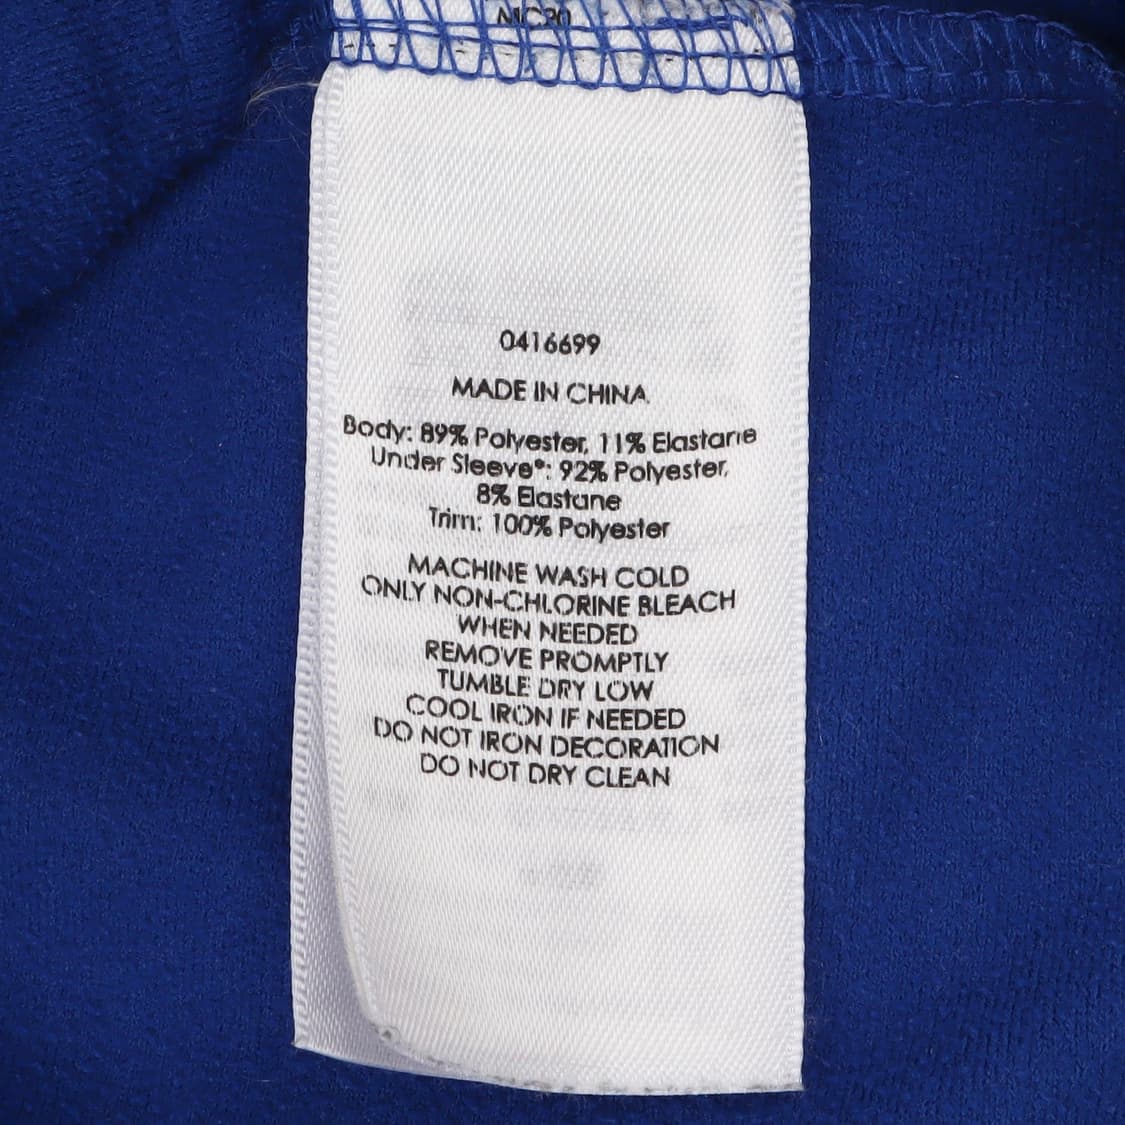 0416699
MADE IN CHINA
Body: 89% Polyester, 11% Elastane
Under Sleeve*: 92% Polyester,
8% Elastane
Trim: 100% Polyester
MACHINE WASH COLD
ONLY NON-CHLORINE BLEACH
WHEN NEEDED
REMOVE PROMPTLY
TUMBLE DRY LOW
COOL IRON IF NEEDED
DO NOT IRON DECORATION
DO NOT DRY CLEAN